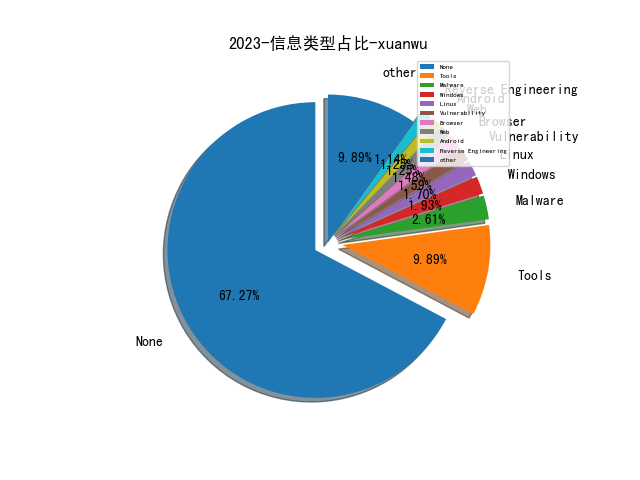 2023-信息类型占比-xuanwu
other
Reverse Engineering
Android
Web
Browser
Vulnerability
Linux
Windows
Malware
Tools
None
9.89%
1.14%
1.25%
1.25%
1.48%
1.59%
1.70%
1.93%
2.61%
9.89%
67.27%
None
Tools
Malware
Windows
Linux
Vulnerability
Browser
Web
Android
Reverse Engineering
other